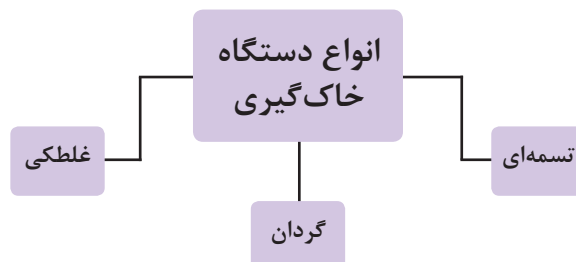 انواع دستگاه
خاک‌گیری
تسمه‌ای
گردان
غلطکی